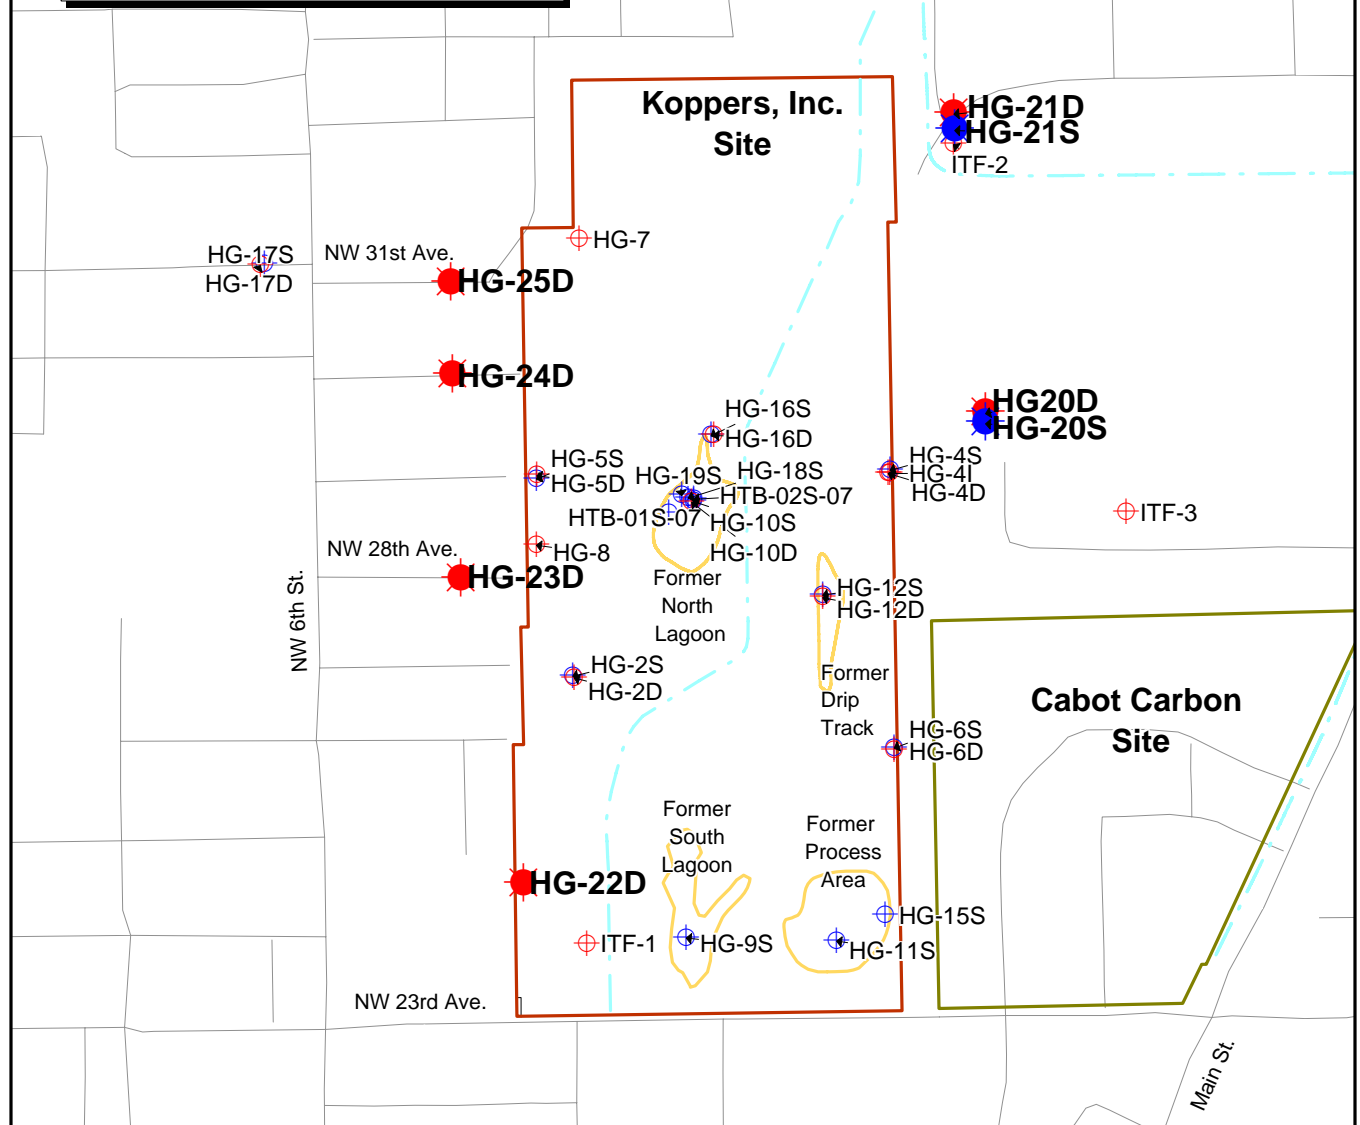 Koppers, Inc.
Site
HG-21D
HG-21S
ITF-2
HG-7
HG-17S
HG-17D
NW 31st Ave.
HG-25D
HG-24D
HG20D
HG-20S
HG-16S
HG-16D
HG-5S
HG-5D
HG-19S
HG-18S
HTB-02S-07
HTB-01S-07
HG-10S
HG-10D
HG-4S
HG-4I
HG-4D
ITF-3
NW 28th Ave.
HG-8
HG-23D
Former
North
Lagoon
HG-12S
HG-12D
NW 6th St.
HG-2S
HG-2D
Former
Drip
Track
Cabot Carbon
Site
HG-6S
HG-6D
Former
South
Lagoon
Former
Process
Area
HG-22D
ITF-1
HG-9S
HG-15S
HG-11S
NW 23rd Ave.
Main St.